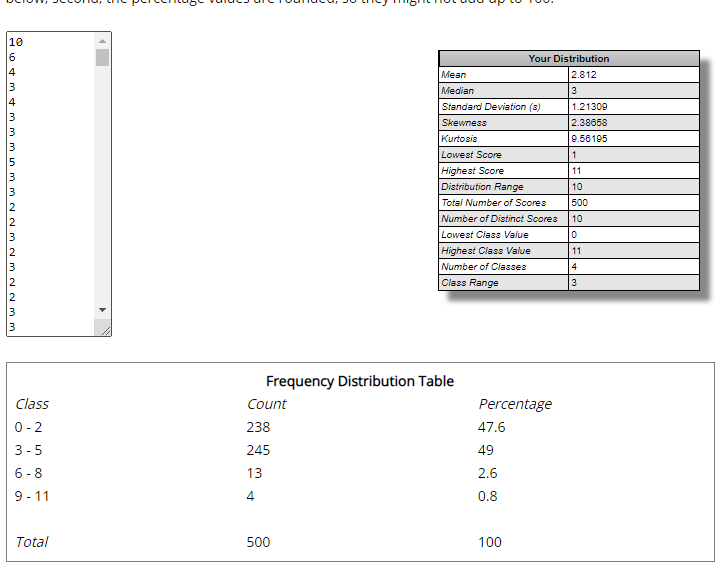 below, second, the percentage values are rounded, so they might not add up to 100.
10
6
4
3
4
3
3
3
5
3
3
2
2
3
2
3
2
2
3
3
Your Distribution
Mean 2.812
Median 3
Standard Deviation (s) 1.21309
Skewness 2.38658
Kurtosis 9.56195
Lowest Score 1
Highest Score 11
Distribution Range 10
Total Number of Scores 500
Number of Distinct Scores 10
Lowest Class Value 0
Highest Class Value 11
Number of Classes 4
Class Range 3
Frequency Distribution Table
Class Count Percentage
0 - 2 238 47.6
3 - 5 245 49
6 - 8 13 2.6
9 - 11 4 0.8
Total 500 100